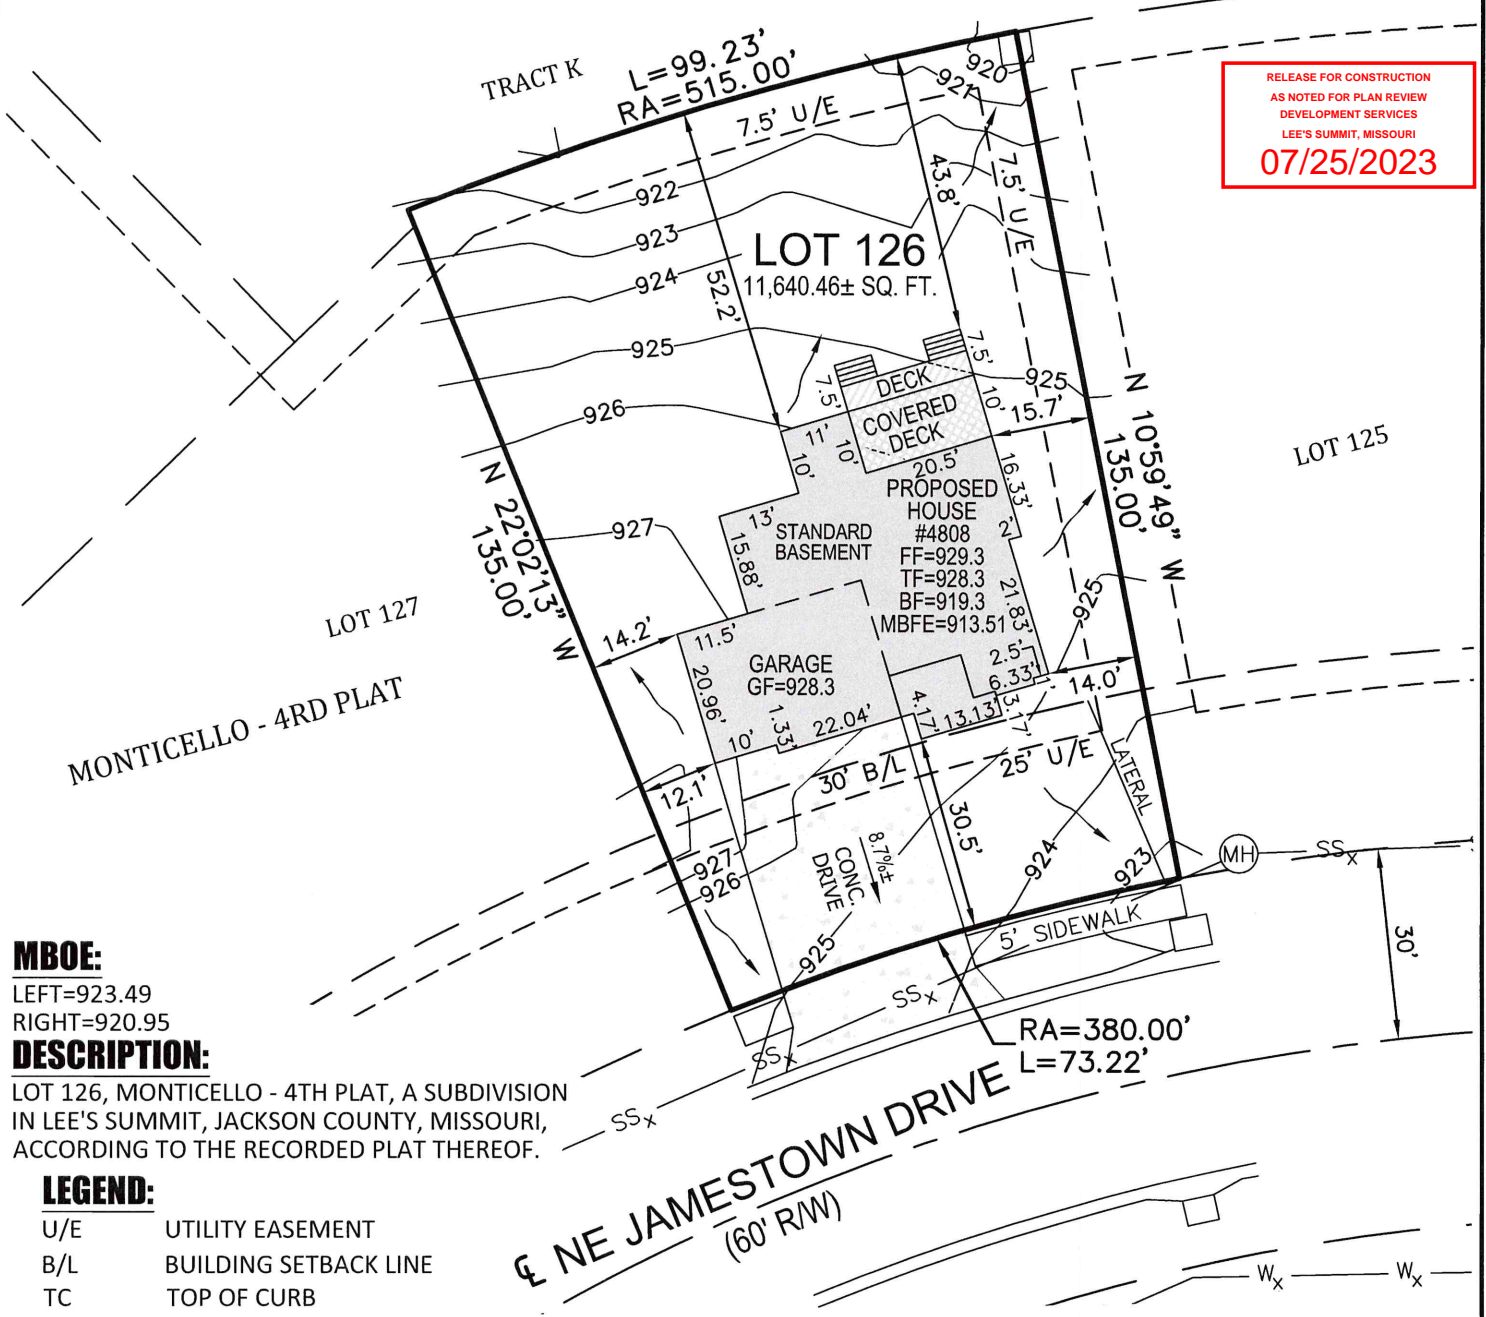 TRACT K
L=99.23'
RA=515.00'
7.5' U/E
920
921
RELEASE FOR CONSTRUCTION
AS NOTED FOR PLAN REVIEW
DEVELOPMENT SERVICES
LEE'S SUMMIT, MISSOURI
07/25/2023
43.8'
7.5' U/E
922
923
924
925
926
927
52.2'
LOT 126
11,640.46± SQ. FT.
7.5'
DECK
7.5'
COVERED
DECK
10'
925
15.7'
11'
10'
10'
20.5'
16.33'
N 10°59'49" W
135.00'
LOT 125
N 22°02'13" W
135.00'
13'
15.88'
STANDARD
BASEMENT
PROPOSED
HOUSE
#4808
FF=929.3
TF=928.3
BF=919.3
MBFE=913.51
2'
21.83'
925
LOT 127
MONTICELLO - 4RD PLAT
14.2'
11.5'
GARAGE
GF=928.3
20.96'
10'
1.33'
22.04'
4.17'
13.13'
2.5'
6.33'
1'
3.17'
14.0'
12.1'
30' B/L
25' U/E
LATERAL
30.5'
927
926
8.7%±
CONC.
DRIVE
925
924
923
MH
SSx
30'
5' SIDEWALK
SSx
SSx
SSx
RA=380.00'
L=73.22'
℄ NE JAMESTOWN DRIVE
(60' R/W)
Wx
Wx
MBOE:
LEFT=923.49
RIGHT=920.95
DESCRIPTION:
LOT 126, MONTICELLO - 4TH PLAT, A SUBDIVISION
IN LEE'S SUMMIT, JACKSON COUNTY, MISSOURI,
ACCORDING TO THE RECORDED PLAT THEREOF.
LEGEND:
U/E UTILITY EASEMENT
B/L BUILDING SETBACK LINE
TC TOP OF CURB